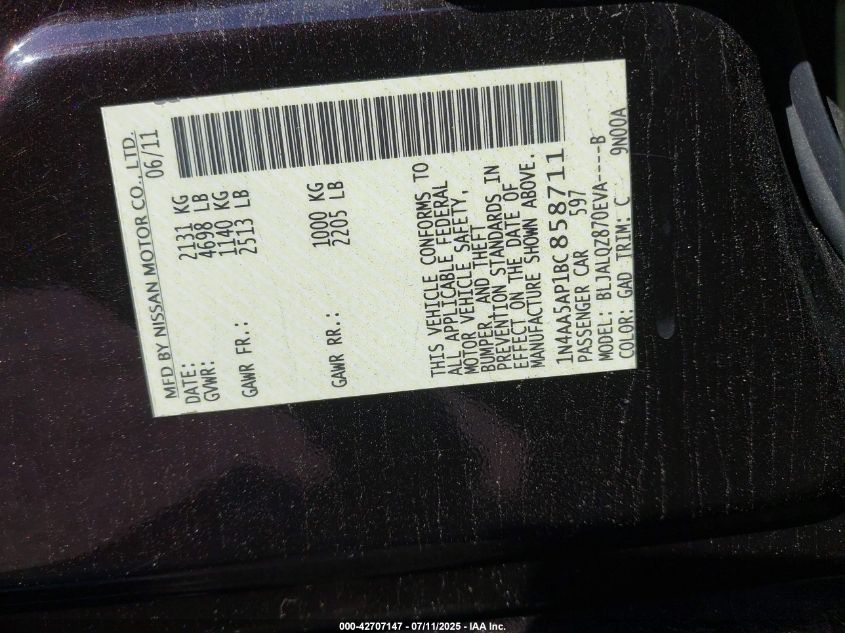 MFD BY NISSAN MOTOR CO., LTD.
DATE: 06/11
GVWR: 2131 KG
4698 LB
GAWR FR.: 1140 KG
2513 LB
GAWR RR.: 1000 KG
2205 LB
THIS VEHICLE CONFORMS TO
ALL APPLICABLE FEDERAL
MOTOR VEHICLE SAFETY,
BUMPER, AND THEFT
PREVENTION STANDARDS IN
EFFECT ON THE DATE OF
MANUFACTURE SHOWN ABOVE.
1N4AA5AP1BC858711
PASSENGER CAR 597
MODEL: BLJALQZ870EVA----B
COLOR: GAD TRIM: C 9N00A
000-42707147 - 07/11/2025 - IAA Inc.